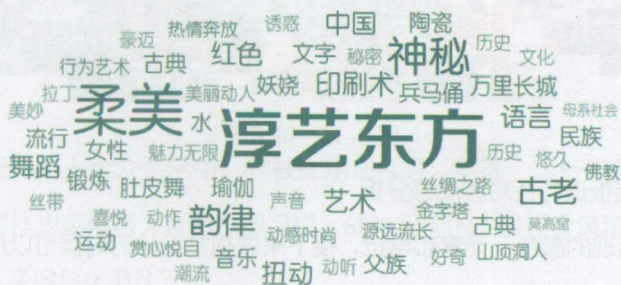 热情奔放 诱惑 中国 陶瓷
豪迈 红色 文字 秘密 神秘 历史
行为艺术 古典 文化
拉丁 柔美 美丽动人 妖娆 印刷术 兵马俑 万里长城
美妙 水 淳艺东方 语言 母系社会
流行 女性 魅力无限 历史 民族
舞蹈 悠久 佛教
锻炼 肚皮舞 瑜伽 声音 艺术 丝绸之路 古老
丝带 金字塔
喜悦 动作 韵律 动感时尚 源远流长 古典 莫高窟
运动 赏心悦目 音乐 动听 父族 好奇 山顶洞人
潮流 扭动